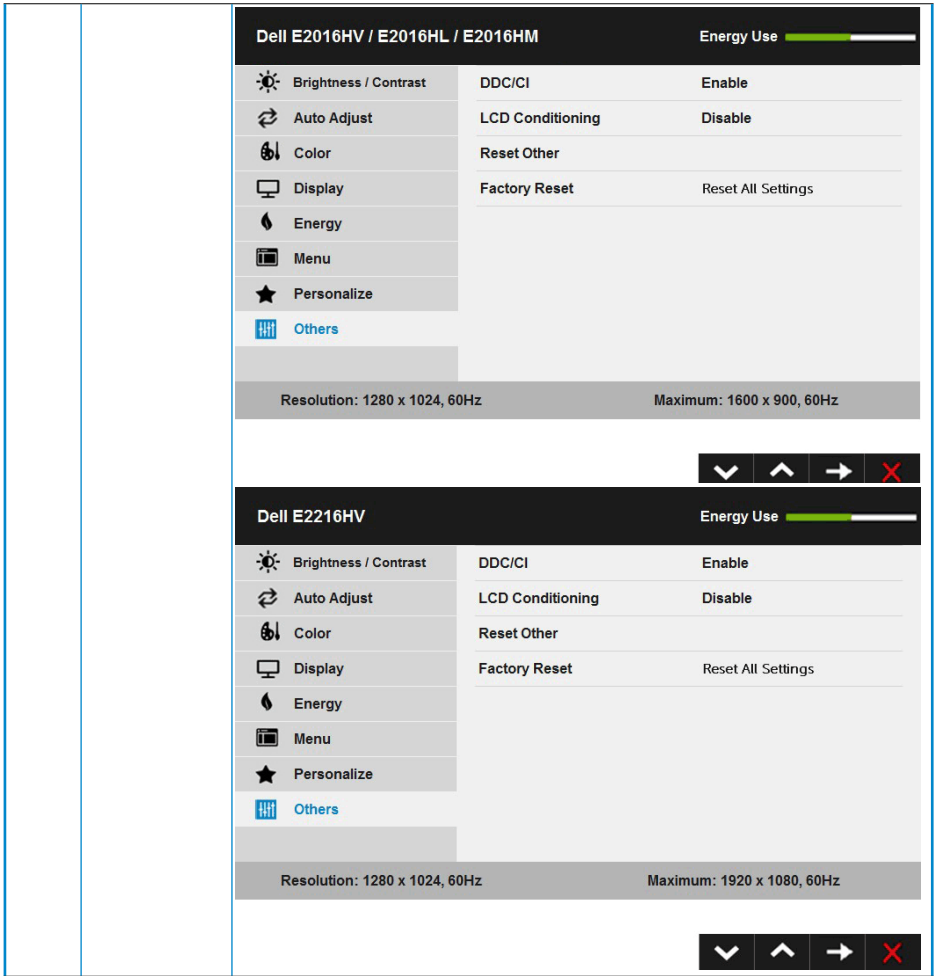 Dell E2016HV / E2016HL / E2016HM Energy Use
Brightness / Contrast DDC/CI Enable
Auto Adjust LCD Conditioning Disable
Color Reset Other
Display Factory Reset Reset All Settings
Energy
Menu
Personalize
Others
Resolution: 1280 x 1024, 60Hz Maximum: 1600 x 900, 60Hz
Dell E2216HV Energy Use
Brightness / Contrast DDC/CI Enable
Auto Adjust LCD Conditioning Disable
Color Reset Other
Display Factory Reset Reset All Settings
Energy
Menu
Personalize
Others
Resolution: 1280 x 1024, 60Hz Maximum: 1920 x 1080, 60Hz